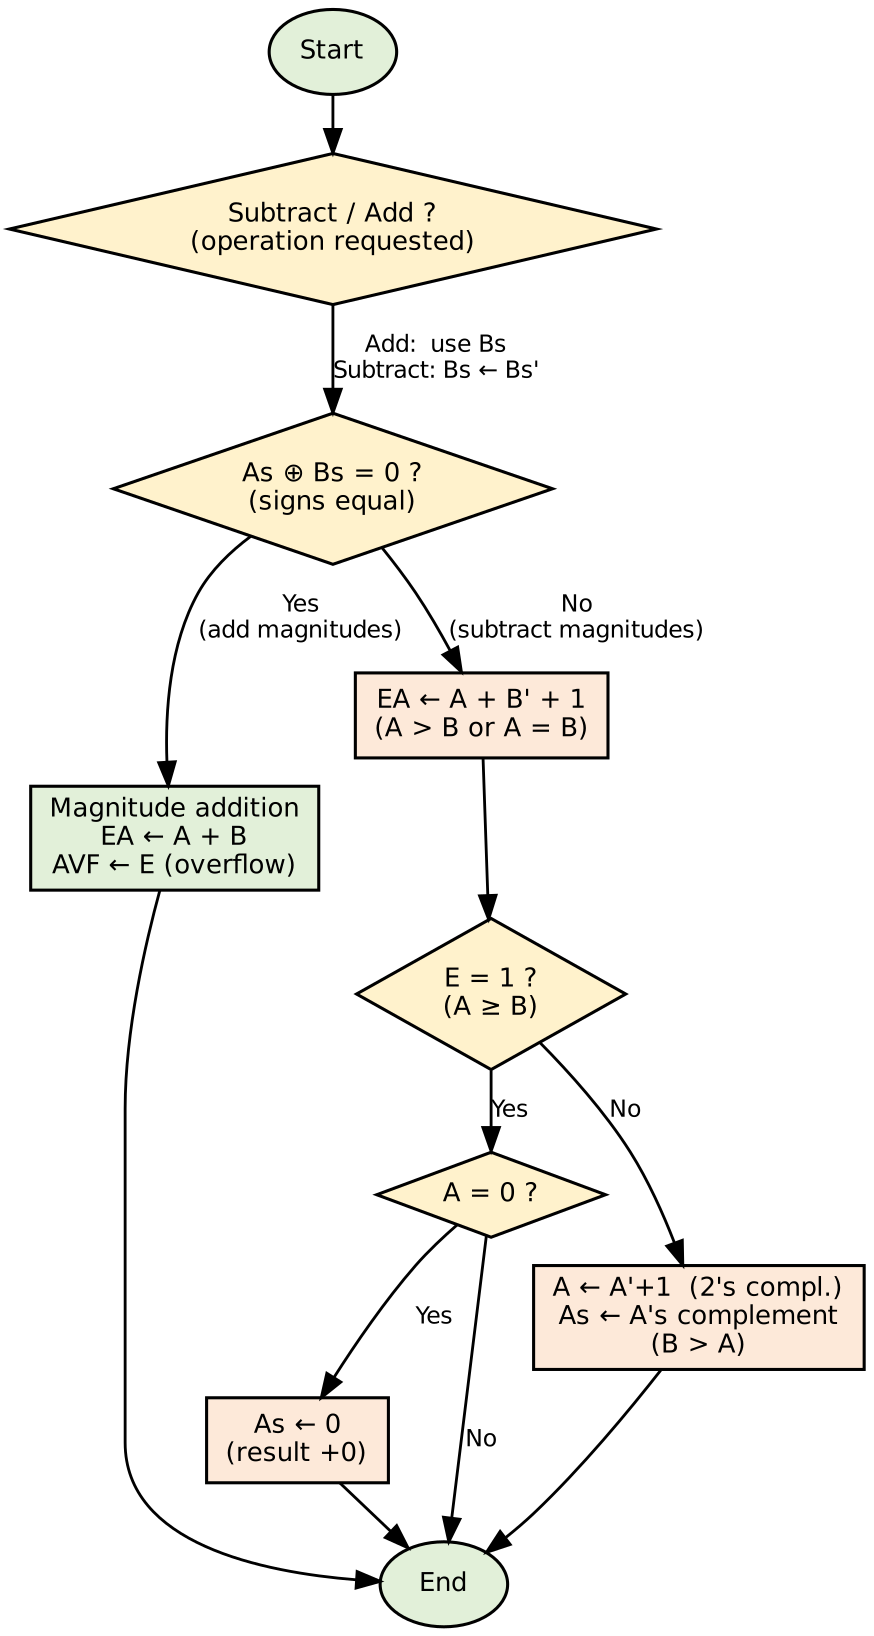 Start
Subtract / Add ?
(operation requested)
Add:  use Bs
Subtract: Bs ← Bs'
As ⊕ Bs = 0 ?
(signs equal)
Yes
(add magnitudes)
No
(subtract magnitudes)
EA ← A + B' + 1
(A > B or A = B)
Magnitude addition
EA ← A + B
AVF ← E (overflow)
E = 1 ?
(A ≥ B)
Yes
No
A = 0 ?
A ← A'+1  (2's compl.)
As ← A's complement
(B > A)
Yes
As ← 0
(result +0)
No
End